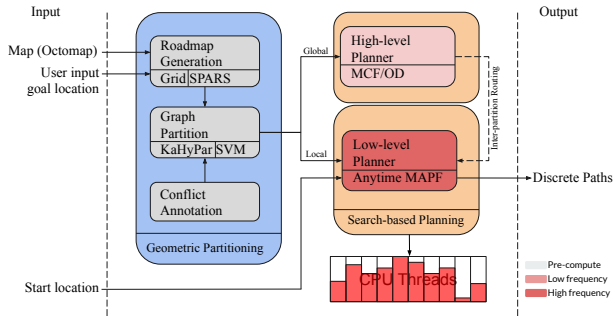 Input
Output
Map (Octomap)
User input
goal location
Start location
Roadmap
Generation
Grid|SPARS
Graph
Partition
KaHyPar|SVM
Conflict
Annotation
Geometric Partitioning
Global
Local
High-level
Planner
MCF/OD
Low-level
Planner
Anytime MAPF
Search-based Planning
Inter-partition Routing
Discrete Paths
CPU Threads
Pre-compute
Low frequency
High frequency